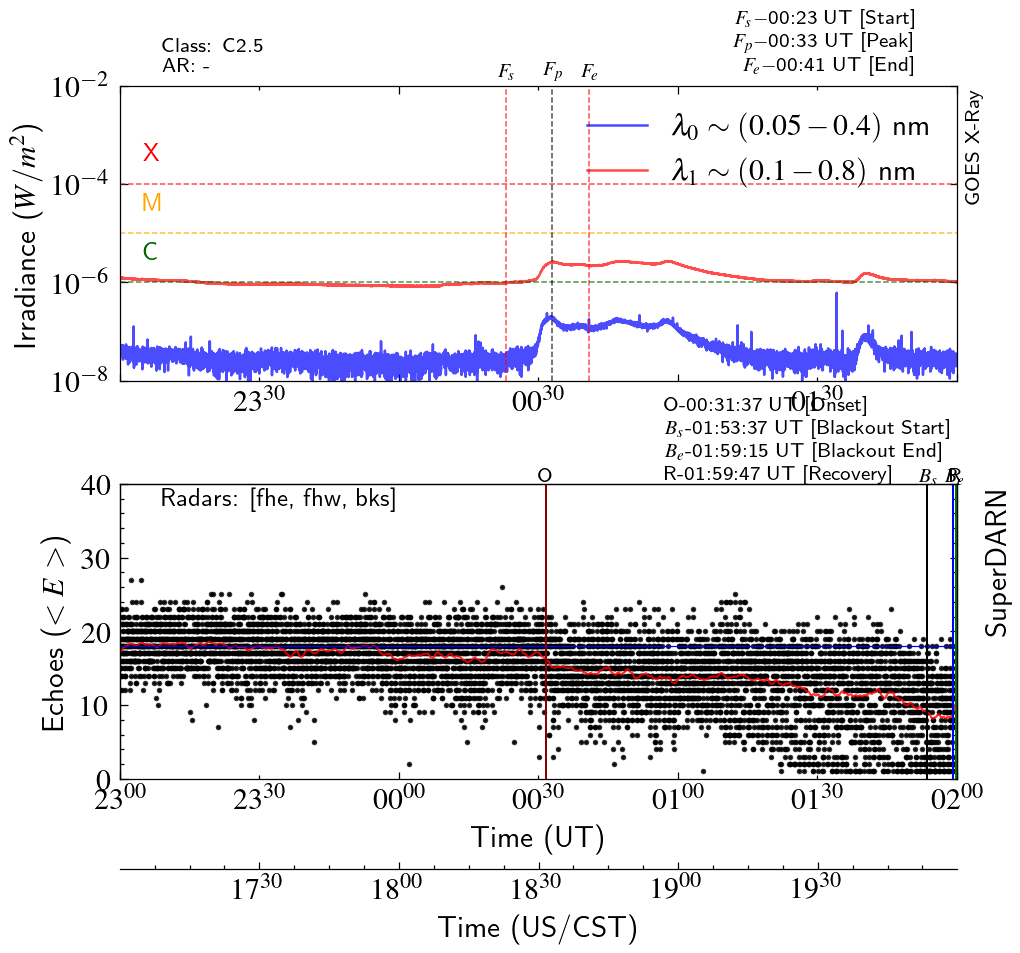 F_s−00:23 UT [Start]
Class: C2.5
F_p−00:33 UT [Peak]
AR: -
F_e−00:41 UT [End]
F_s F_p F_e
10^{−2}
10^{−4}
10^{−6}
10^{−8}
Irradiance (W/m^2)
X
M
C
λ_0 ∼ (0.05 − 0.4) nm
λ_1 ∼ (0.1 − 0.8) nm
GOES X-Ray
23^{30} 00^{30} 01^{30}
O-00:31:37 UT [Onset]
B_s-01:53:37 UT [Blackout Start]
B_e-01:59:15 UT [Blackout End]
R-01:59:47 UT [Recovery]
O B_s B_e R
40
30
20
10
0
Echoes (< E >)
Radars: [fhe, fhw, bks]
SuperDARN
23^{00} 23^{30} 00^{00} 00^{30} 01^{00} 01^{30} 02^{00}
Time (UT)
17^{30} 18^{00} 18^{30} 19^{00} 19^{30}
Time (US/CST)